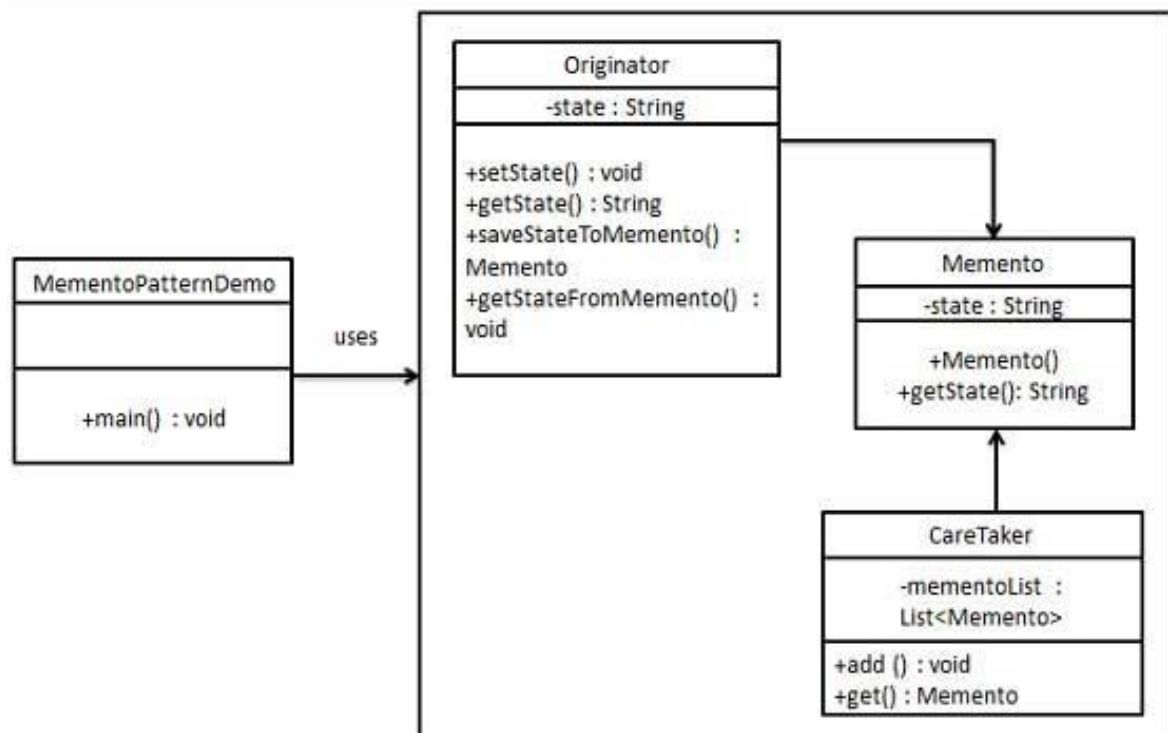 Originator
-state : String
+setState() : void
+getState() : String
+saveStateToMemento() :
Memento
+getStateFromMemento() :
void
MementoPatternDemo
+main() : void
uses
Memento
-state : String
+Memento()
+getState(): String
CareTaker
-mementoList :
List<Memento>
+add () : void
+get() : Memento